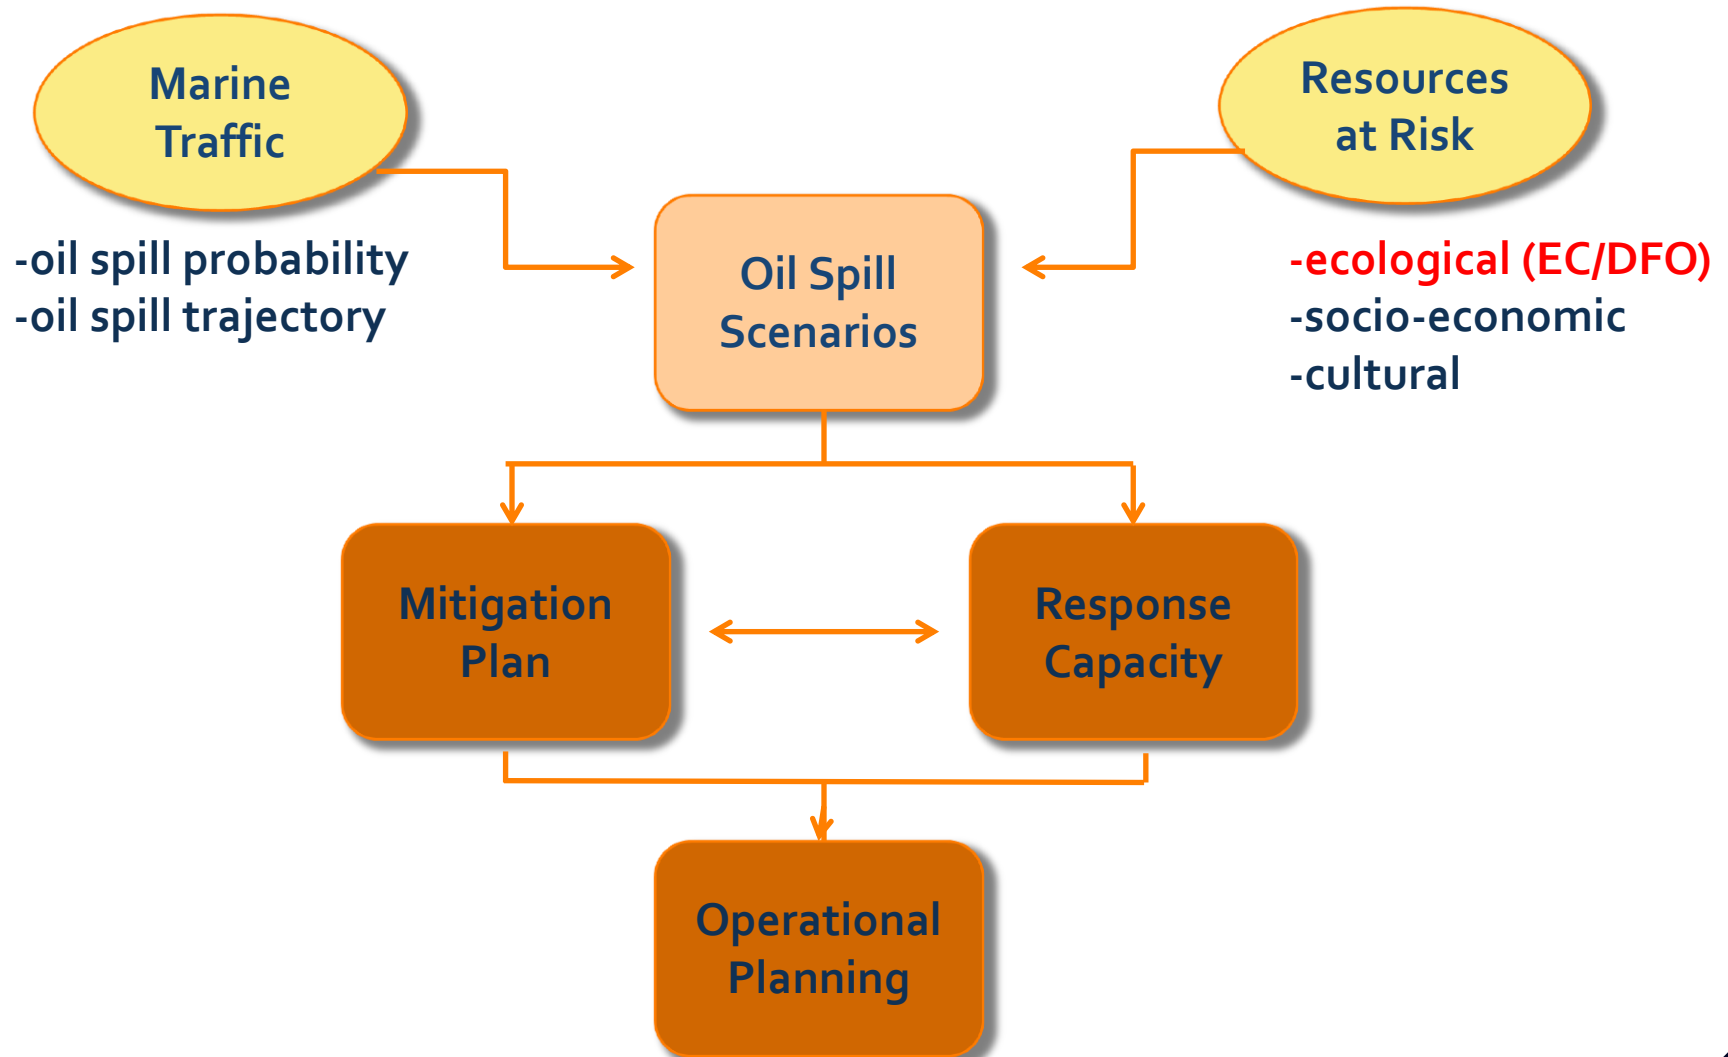 Marine
Traffic
-oil spill probability
-oil spill trajectory
Resources
at Risk
-ecological (EC/DFO)
-socio-economic
-cultural
Oil Spill
Scenarios
Mitigation
Plan
Response
Capacity
Operational
Planning